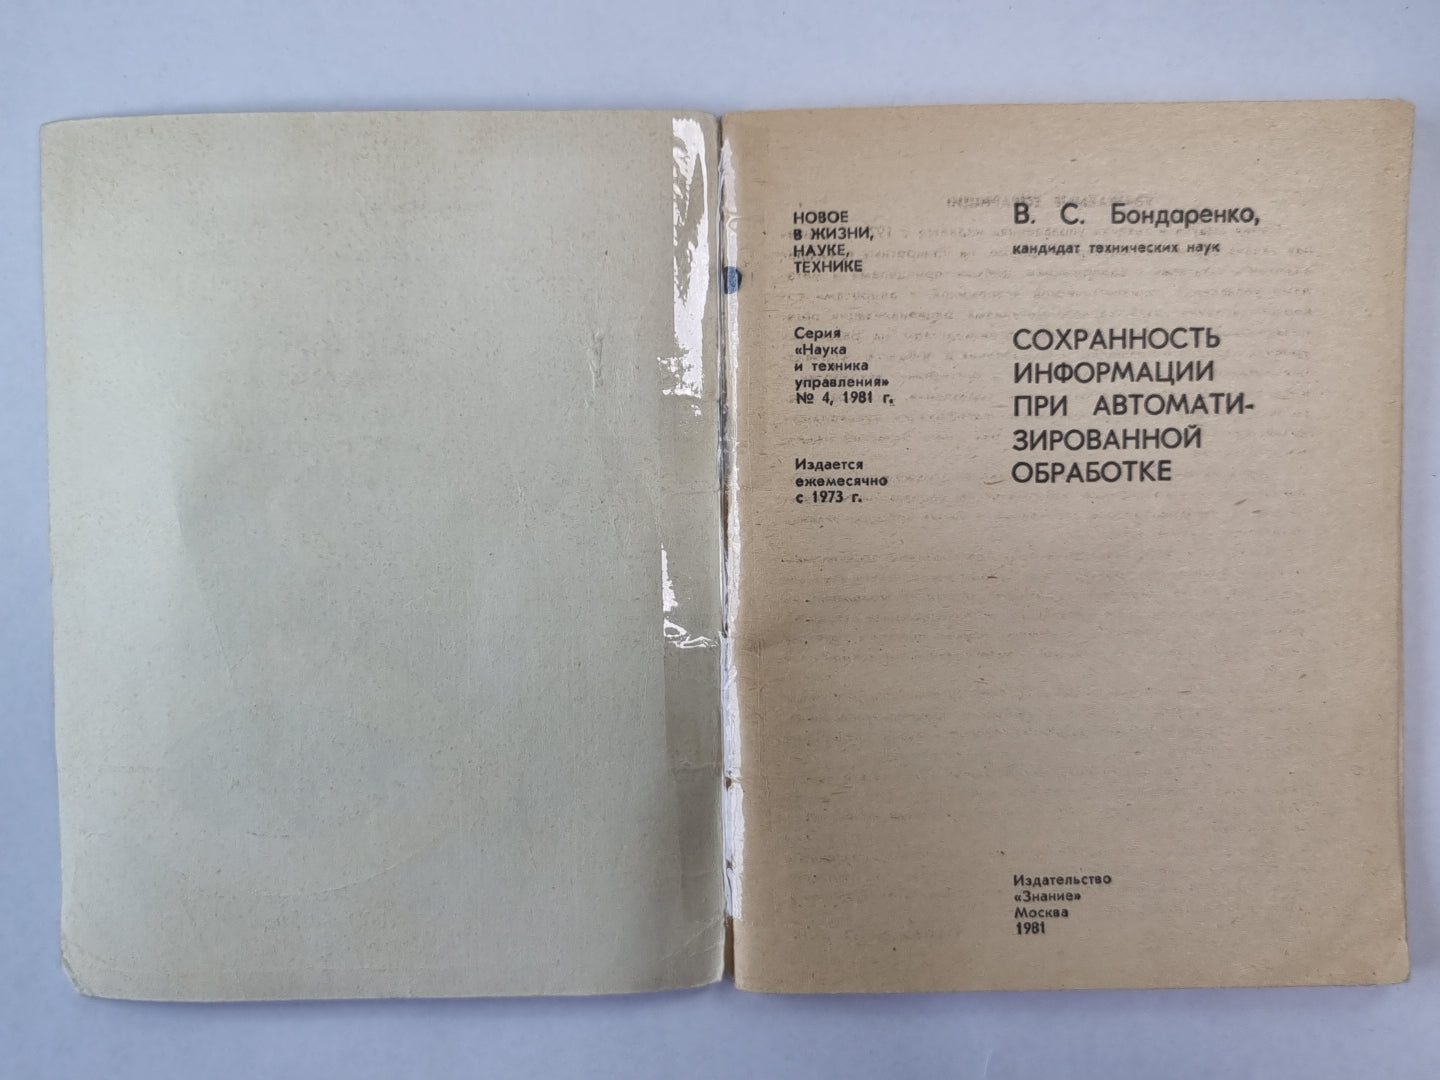 НОВОЕ
В ЖИЗНИ,
НАУКЕ,
ТЕХНИКЕ
Серия
«Наука
и техника
управления»
№ 4, 1981 г.
Издается
ежемесячно
с 1973 г.
В. С. Бондаренко,
кандидат технических наук
СОХРАННОСТЬ
ИНФОРМАЦИИ
ПРИ АВТОМАТИ-
ЗИРОВАННОЙ
ОБРАБОТКЕ
Издательство
«Знание»
Москва
1981